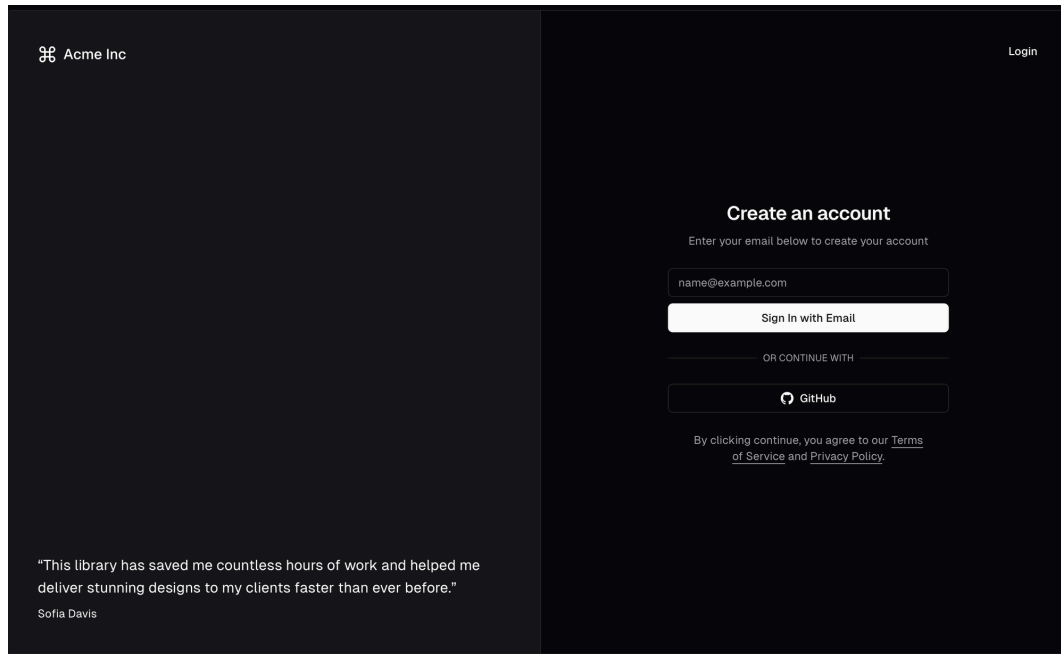 Acme Inc
Login
Create an account
Enter your email below to create your account
name@example.com
Sign In with Email
OR CONTINUE WITH
GitHub
By clicking continue, you agree to our Terms
of Service and Privacy Policy.
“This library has saved me countless hours of work and helped me
deliver stunning designs to my clients faster than ever before.”
Sofia Davis